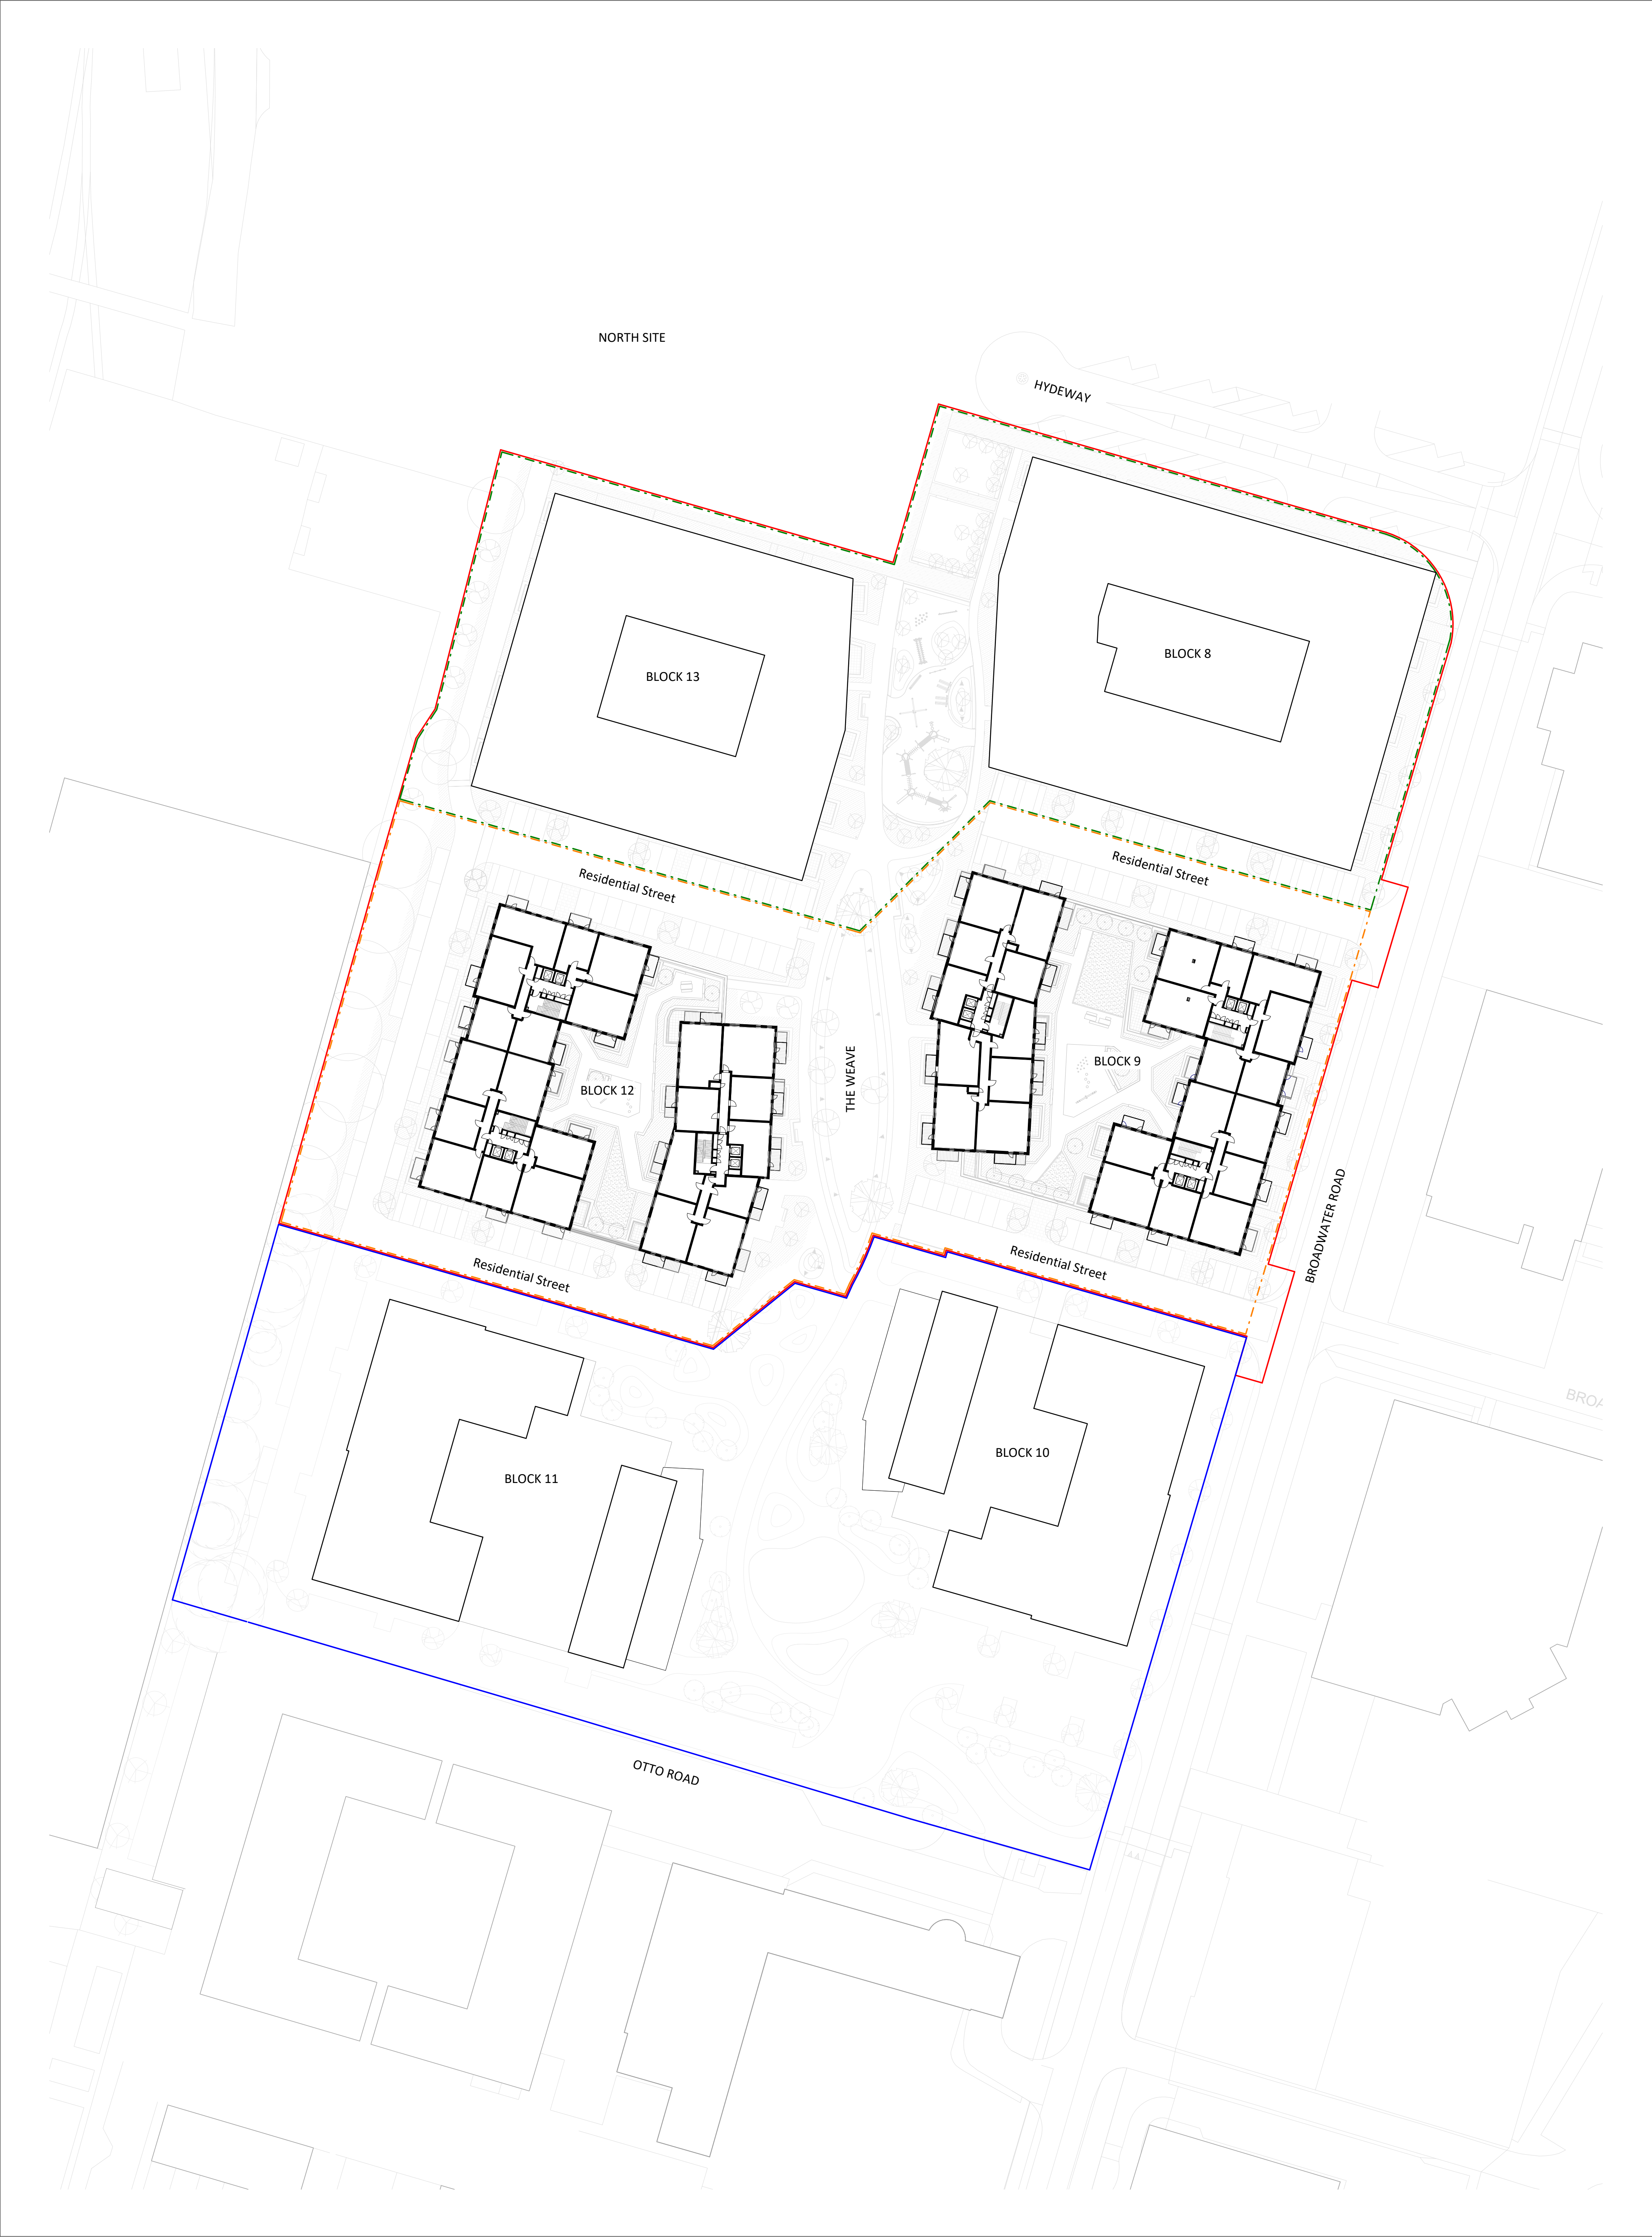 NORTH SITE
HYDEWAY
BLOCK 13
BLOCK 8
Residential Street
Residential Street
BLOCK 12
THE WEAVE
BLOCK 9
BROADWATER ROAD
Residential Street
Residential Street
BLOCK 11
BLOCK 10
OTTO ROAD